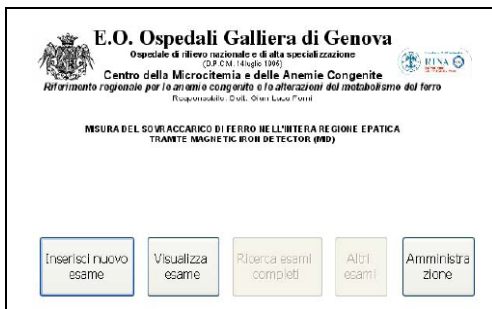 E.O. Ospedali Galliera di Genova
Ospedale di rilievo nazionale e di alta specializzazione
(D.P.C.M. 14 luglio 1995)
Centro della Microcitemia e delle Anemie Congenite
Riferimento regionale per le anemie congenite e le alterazioni del metabolismo del ferro
Responsabile: Dott. Gian Luca Forni
RINA
MISURA DEL SOVRACCARICO DI FERRO NELL'INTERA REGIONE EPATICA
TRAMITE MAGNETIC IRON DETECTOR (MID)
Inserisci nuovo
esame
Visualizza
esame
Ricerca esami
completi
Altri
esami
Amministra
zione